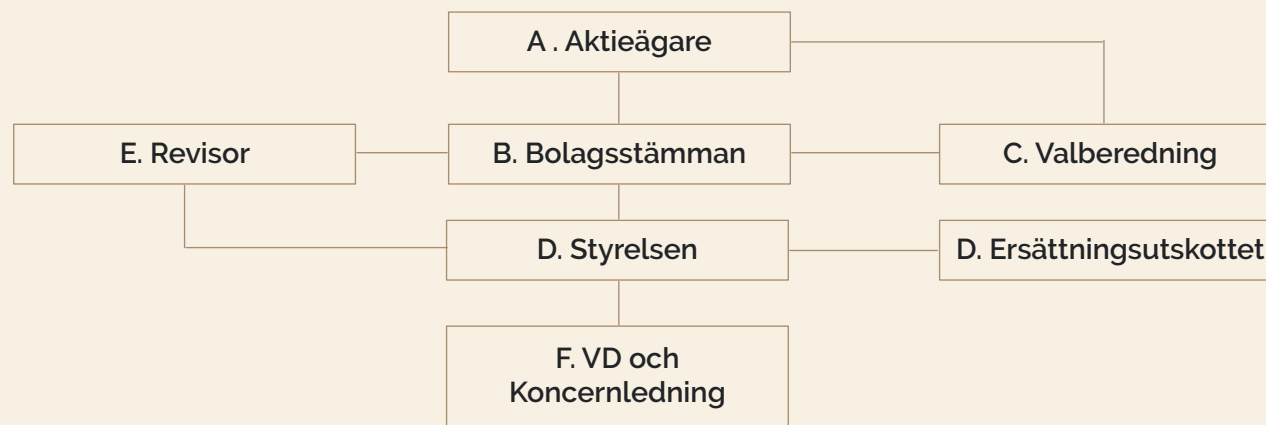 A . Aktieägare
E. Revisor
B. Bolagsstämman
C. Valberedning
D. Styrelsen
D. Ersättningsutskottet
F. VD och
Koncernledning